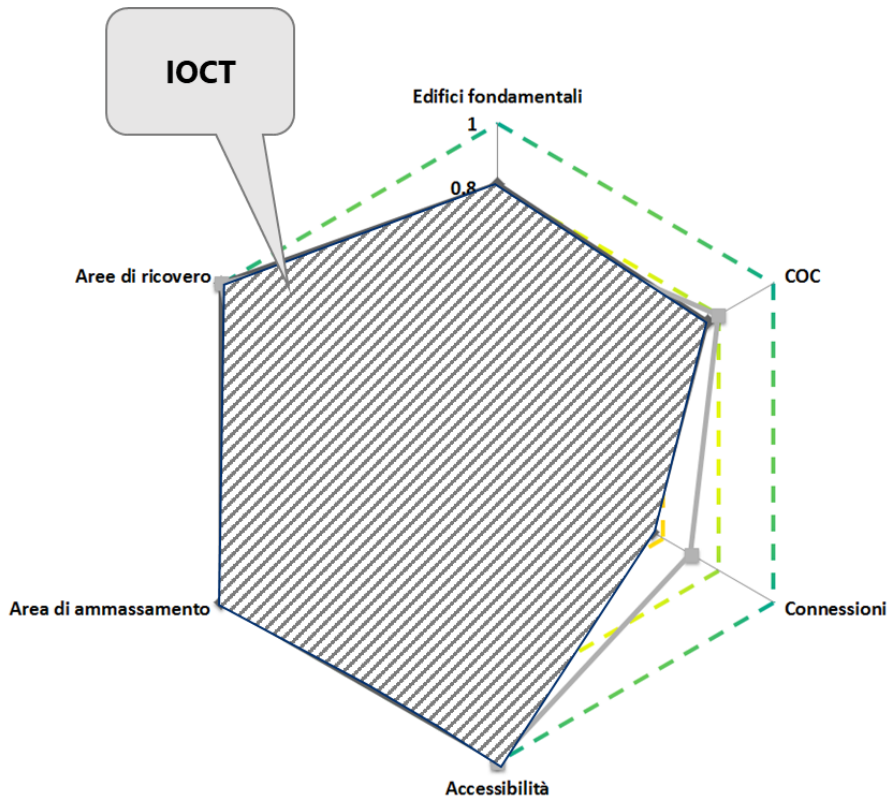 IOCT
Edifici fondamentali
1
0.8
Aree di ricovero
COC
Area di ammassamento
Connessioni
Accessibilità